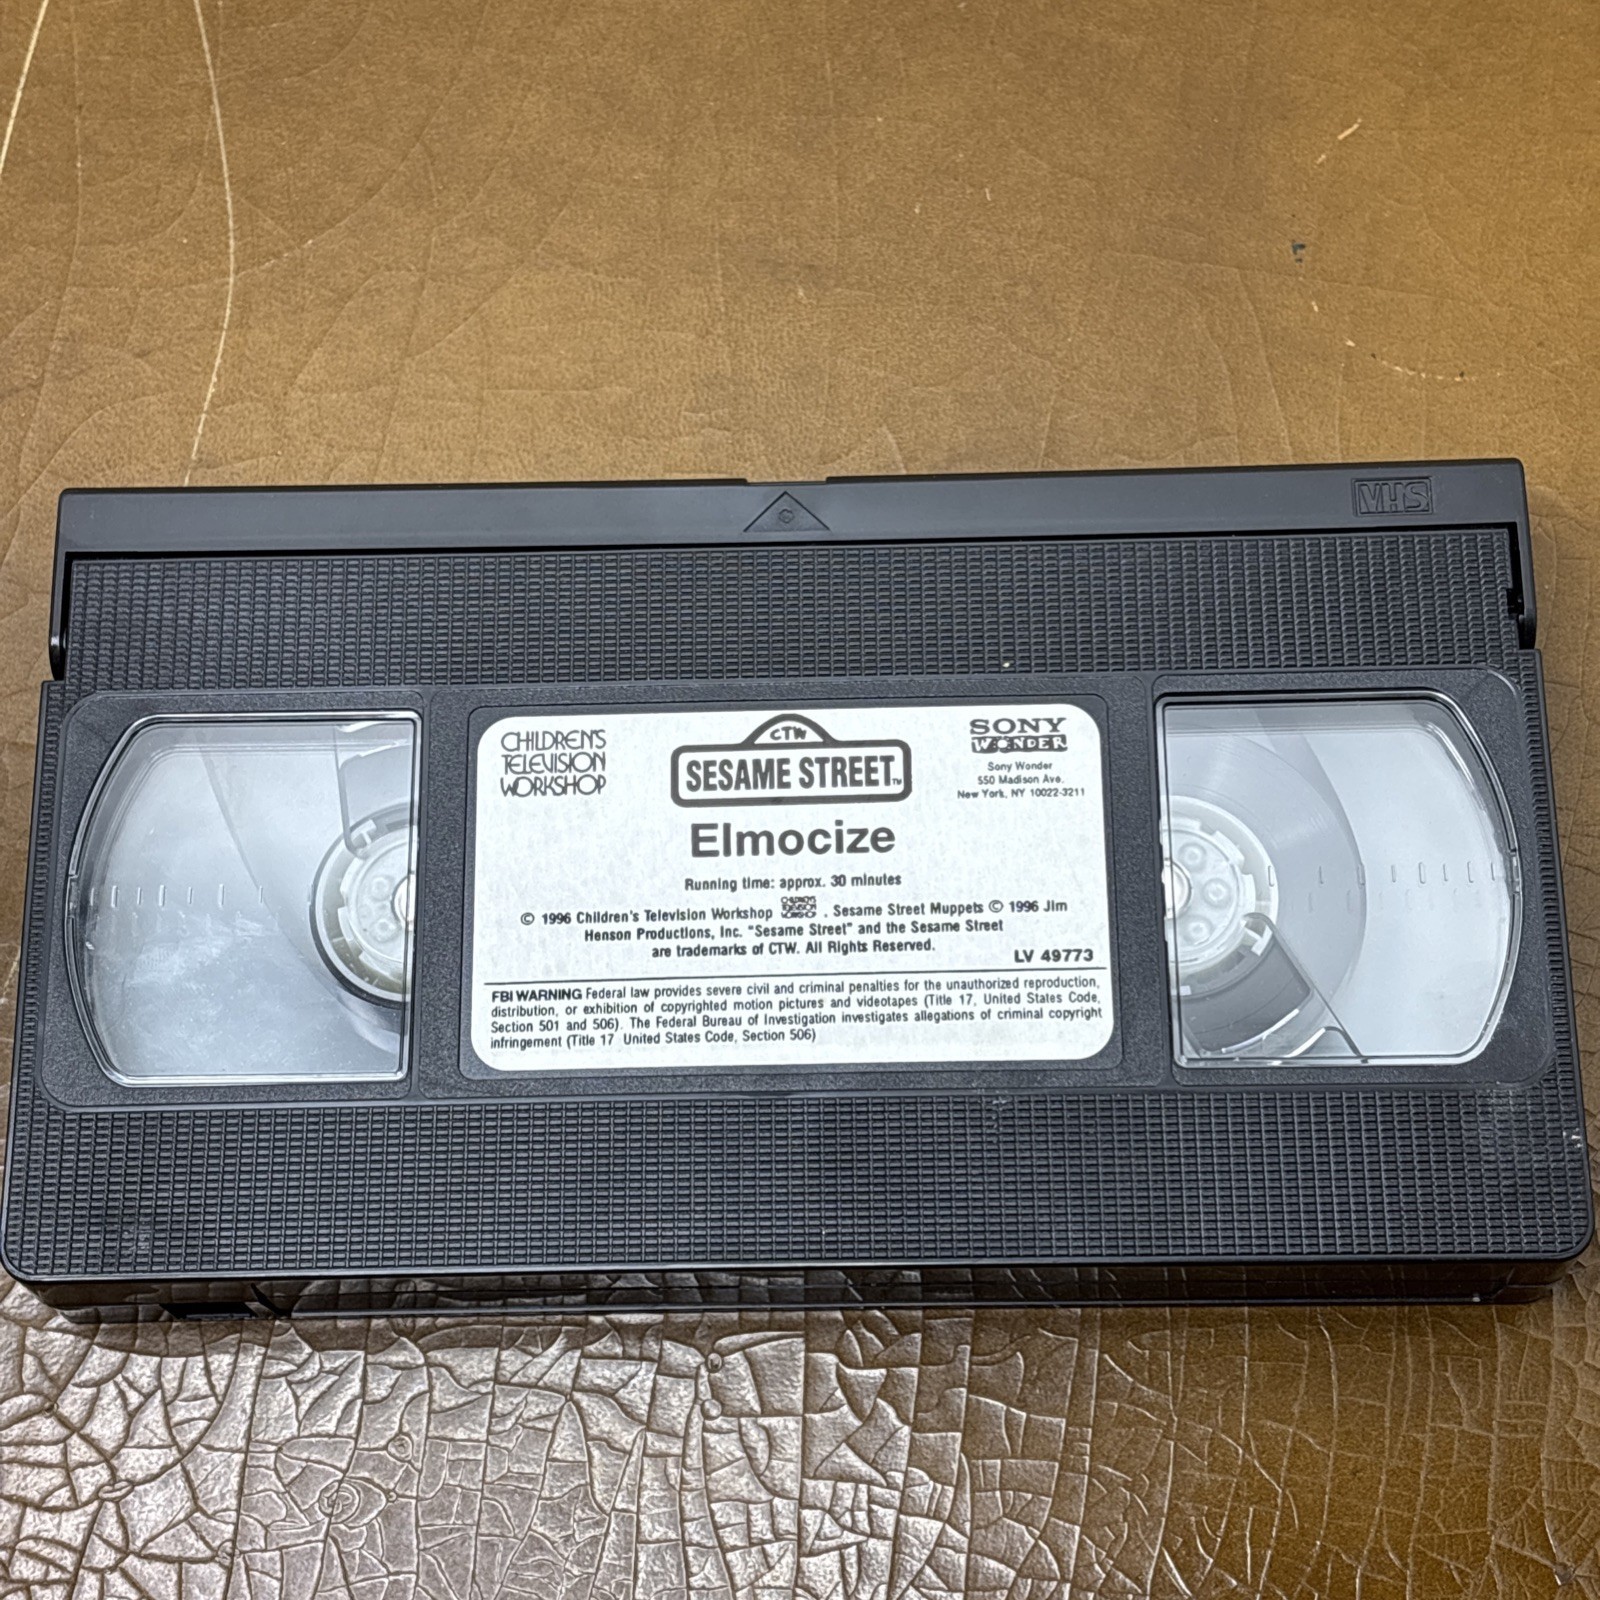 VHS
CHILDREN'S
TELEVISION
WORKSHOP
CTW
SESAME STREET™
SONY
WONDER
Sony Wonder
550 Madison Ave.
New York, NY 10022-3211
Elmocize
Running time: approx. 30 minutes
© 1996 Children's Television Workshop . Sesame Street Muppets © 1996 Jim
Henson Productions, Inc. "Sesame Street" and the Sesame Street
are trademarks of CTW. All Rights Reserved.
LV 49773
FBI WARNING Federal law provides severe civil and criminal penalties for the unauthorized reproduction,
distribution, or exhibition of copyrighted motion pictures and videotapes (Title 17, United States Code,
Section 501 and 506). The Federal Bureau of Investigation investigates allegations of criminal copyright
infringement (Title 17 United States Code, Section 506)